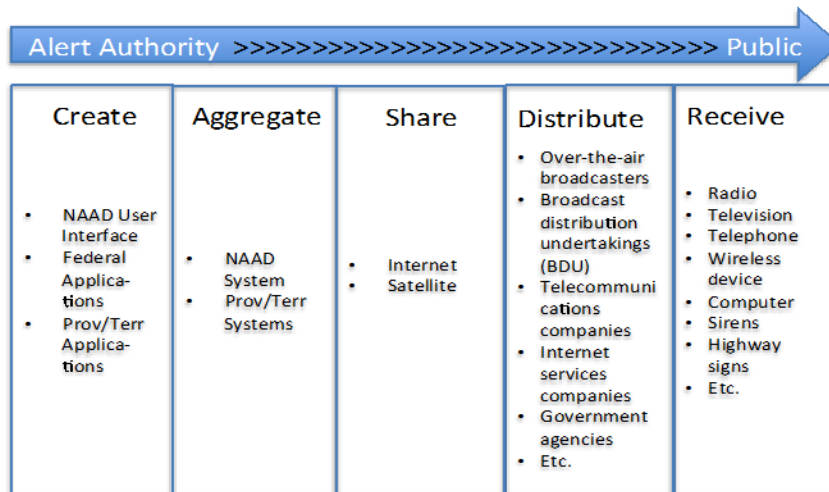 Alert Authority >>>>>>>>>>>>>>>>>>>>>>>>>>>>>>>>>>>>>> Public
Create
• NAAD User
Interface
• Federal
Applica-
tions
• Prov/Terr
Applica-
tions
Aggregate
• NAAD
System
• Prov/Terr
Systems
Share
• Internet
• Satellite
Distribute
• Over-the-air
broadcasters
• Broadcast
distribution
undertakings
(BDU)
• Telecommuni
cations
companies
• Internet
services
companies
• Government
agencies
• Etc.
Receive
• Radio
• Television
• Telephone
• Wireless
device
• Computer
• Sirens
• Highway
signs
• Etc.